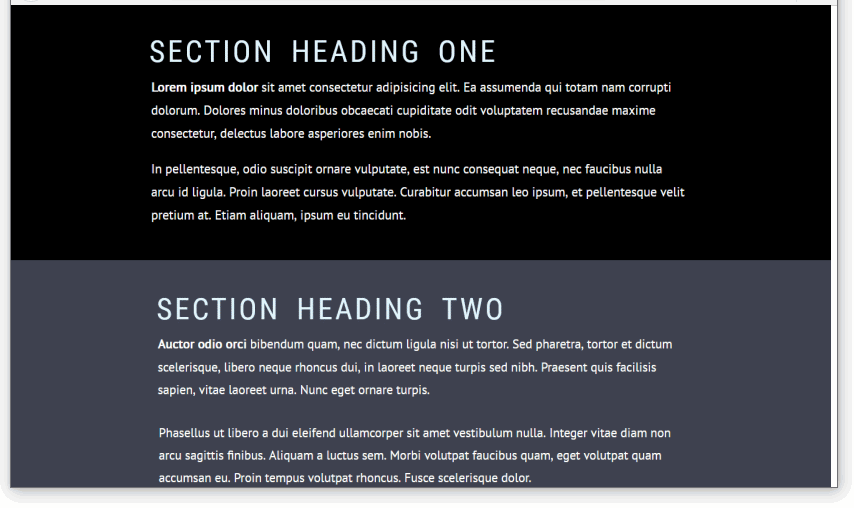 SECTION HEADING ONE
Lorem ipsum dolor sit amet consectetur adipisicing elit. Ea assumenda qui totam nam corrupti
dolorum. Dolores minus doloribus obcaecati cupiditate odit voluptatem recusandae maxime
consectetur, delectus labore asperiores enim nobis.
In pellentesque, odio suscipit ornare vulputate, est nunc consequat neque, nec faucibus nulla
arcu id ligula. Proin laoreet cursus vulputate. Curabitur accumsan leo ipsum, et pellentesque velit
pretium at. Etiam aliquam, ipsum eu tincidunt.
SECTION HEADING TWO
Auctor odio orci bibendum quam, nec dictum ligula nisi ut tortor. Sed pharetra, tortor et dictum
scelerisque, libero neque rhoncus dui, in laoreet neque turpis sed nibh. Praesent quis facilisis
sapien, vitae laoreet urna. Nunc eget ornare turpis.
Phasellus ut libero a dui eleifend ullamcorper sit amet vestibulum nulla. Integer vitae diam non
arcu sagittis finibus. Aliquam a luctus sem. Morbi volutpat faucibus quam, eget volutpat quam
accumsan eu. Proin tempus volutpat rhoncus. Fusce scelerisque dolor.